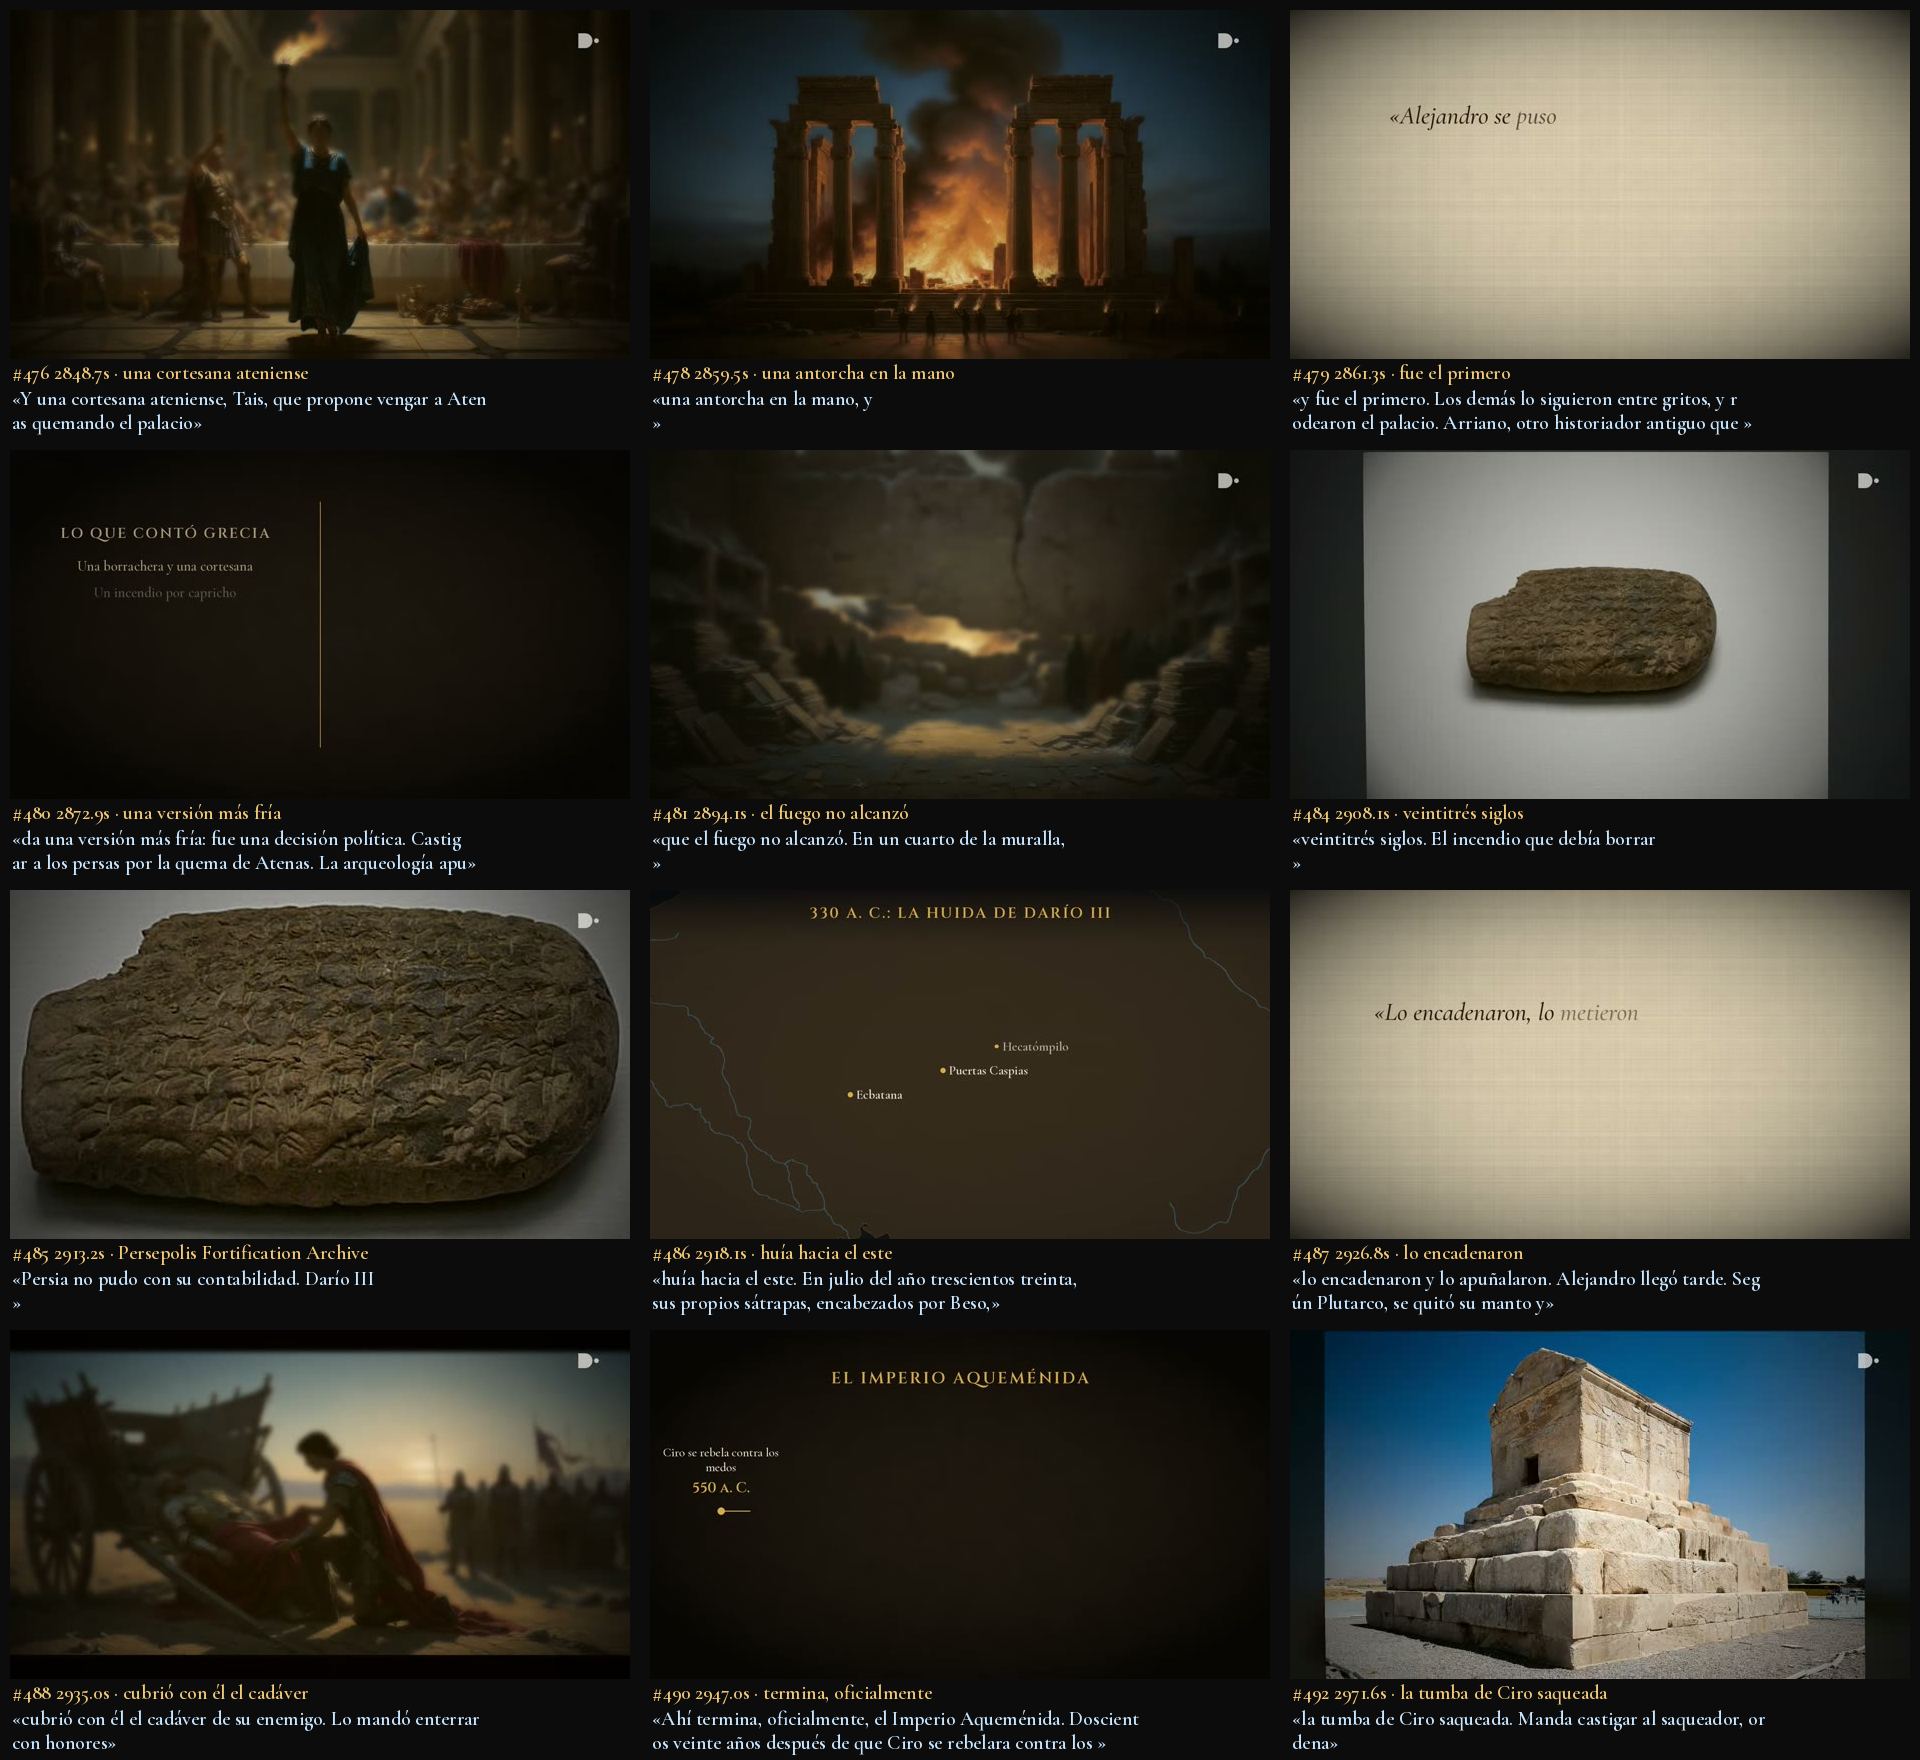 «Alejandro se puso
#476 2848.7s · una cortesana ateniense
«Y una cortesana ateniense, Tais, que propone vengar a Aten
as quemando el palacio»
#478 2859.5s · una antorcha en la mano
«una antorcha en la mano, y
»
#479 2861.3s · fue el primero
«y fue el primero. Los demás lo siguieron entre gritos, y r
odearon el palacio. Arriano, otro historiador antiguo que »
LO QUE CONTÓ GRECIA
Una borrachera y una cortesana
Un incendio por capricho
#480 2872.9s · una versión más fría
«da una versión más fría: fue una decisión política. Castig
ar a los persas por la quema de Atenas. La arqueología apu»
#481 2894.1s · el fuego no alcanzó
«que el fuego no alcanzó. En un cuarto de la muralla,
»
#484 2908.1s · veintitrés siglos
«veintitrés siglos. El incendio que debía borrar
»
#485 2913.2s · Persepolis Fortification Archive
«Persia no pudo con su contabilidad. Darío III
»
330 A. C.: LA HUIDA DE DARÍO III
Hecatómpilo
Puertas Caspias
Ecbatana
#486 2918.1s · huía hacia el este
«huía hacia el este. En julio del año trescientos treinta,
sus propios sátrapas, encabezados por Beso,»
«Lo encadenaron, lo metieron
#487 2926.8s · lo encadenaron
«lo encadenaron y lo apuñalaron. Alejandro llegó tarde. Seg
ún Plutarco, se quitó su manto y»
#488 2935.0s · cubrió con él el cadáver
«cubrió con él el cadáver de su enemigo. Lo mandó enterrar
con honores»
EL IMPERIO AQUEMÉNIDA
Ciro se rebela contra los
medos
550 A. C.
#490 2947.0s · termina, oficialmente
«Ahí termina, oficialmente, el Imperio Aqueménida. Doscient
os veinte años después de que Ciro se rebelara contra los »
#492 2971.6s · la tumba de Ciro saqueada
«la tumba de Ciro saqueada. Manda castigar al saqueador, or
dena»